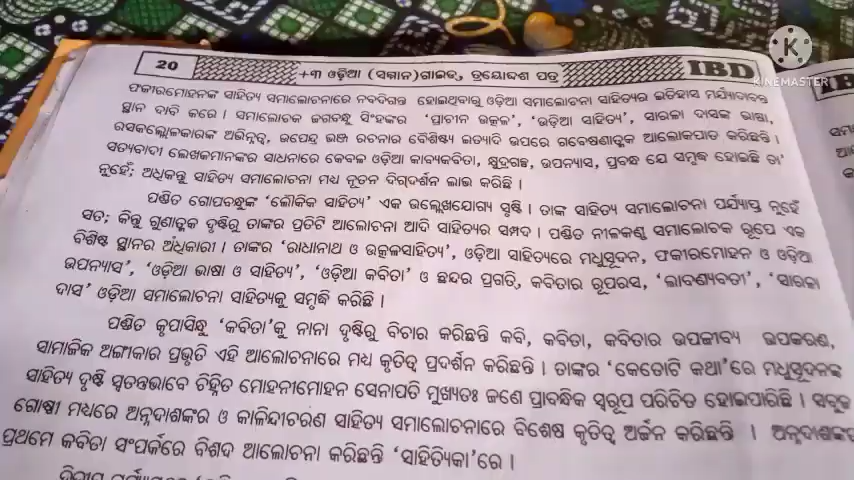 20
+୩ ଓଡ଼ିଆ (ସମ୍ମାନ) ଗାଇଡ୍, ତ୍ରୟୋଦଶ ପତ୍ର
IBD
KINEMASTER
ଫକୀରମୋହନଙ୍କ ସାହିତ୍ୟ ସମାଲୋଚନାରେ ନବଦିଗନ୍ତ ହୋଇଥିବାରୁ ଓଡ଼ିଆ ସମାଲୋଚନା ସାହିତ୍ୟର ଇତିହାସ ମର୍ଯ୍ୟାଦାବନ୍ତ
ସ୍ଥାନ ଦାବି କରେ । ସମାଲୋଚକ ଜଗବନ୍ଧୁ ସିଂହଙ୍କର 'ପ୍ରାଚୀନ ଉତ୍କଳ', 'ଓଡ଼ିଆ ସାହିତ୍ୟ', ସାରଳା ଦାସଙ୍କ ଭାଷା,
ରସକଲ୍ଲୋଳକାରଙ୍କ ଅଭିନତ୍ୱ, ଉପେନ୍ଦ୍ର ଭଞ୍ଜ ରଚନାର ବୈଶିଷ୍ଟ୍ୟ ଇତ୍ୟାଦି ଉପରେ ଗବେଷଣାତ୍ମକ ଆଲୋକପାତ କରିଛନ୍ତି ।
ସତ୍ୟବାଦୀ ଲେଖକମାନଙ୍କର ସାଧନାରେ କେବଳ ଓଡ଼ିଆ କାବ୍ୟକବିତା, କ୍ଷୁଦ୍ରଗଳ୍ପ, ଉପନ୍ୟାସ, ପ୍ରବନ୍ଧ ଯେ ସମୃଦ୍ଧ ହୋଇଛି ତା'
ନୁହେଁ; ଅଧିକନ୍ତୁ ସାହିତ୍ୟ ସମାଲୋଚନା ମଧ୍ୟ ନୂତନ ଦିଗ୍‌ଦର୍ଶନ ଲାଭ କରିଛି ।
ପଣ୍ଡିତ ଗୋପବନ୍ଧୁଙ୍କ 'ଲୌକିକ ସାହିତ୍ୟ' ଏକ ଉଲ୍ଲେଖଯୋଗ୍ୟ ସୃଷ୍ଟି । ତାଙ୍କ ସାହିତ୍ୟ ସମାଲୋଚନା ପର୍ଯ୍ୟାପ୍ତ ନୁହେଁ
ସତ; କିନ୍ତୁ ଗୁଣାତ୍ମକ ଦୃଷ୍ଟିରୁ ତାଙ୍କର ପ୍ରତିଟି ଆଲୋଚନା ଆଦି ସାହିତ୍ୟର ସମ୍ପଦ । ପଣ୍ଡିତ ନୀଳକଣ୍ଠ ସମାଲୋଚକ ରୂପେ ଏକ
ବିଶିଷ୍ଟ ସ୍ଥାନର ଅଧିକାରୀ । ତାଙ୍କର 'ରାଧାନାଥ ଓ ଉତ୍କଳସାହିତ୍ୟ', ଓଡ଼ିଆ ସାହିତ୍ୟରେ ମଧୁସୂଦନ, ଫକୀରମୋହନ ଓ ଓଡ଼ିଆ
ଉପନ୍ୟାସ', 'ଓଡ଼ିଆ ଭାଷା ଓ ସାହିତ୍ୟ', 'ଓଡ଼ିଆ କବିତା' ଓ ଛନ୍ଦର ପ୍ରଗତି, କବିତାର ରୂପରସ, 'ଲାବଣ୍ୟବତୀ', 'ସାରଳା
ଦାସ' ଓଡ଼ିଆ ସମାଲୋଚନା ସାହିତ୍ୟକୁ ସମୃଦ୍ଧି କରିଛି ।
ପଣ୍ଡିତ କୃପାସିନ୍ଧୁ 'କବିତା'କୁ ନାନା ଦୃଷ୍ଟିରୁ ବିଚାର କରିଛନ୍ତି କବି, କବିତା, କବିତାର ଉପଜୀବ୍ୟ ଉପକରଣ,
ସାମାଜିକ ଅଙ୍ଗୀକାର ପ୍ରଭୃତି ଏହି ଆଲୋଚନାରେ ମଧ୍ୟ କୃତିତ୍ୱ ପ୍ରଦର୍ଶନ କରିଛନ୍ତି । ତାଙ୍କର 'କେତୋଟି କଥା'ରେ ମଧୁସୂଦନଙ୍କ
ସାହିତ୍ୟ ଦୃଷ୍ଟି ସ୍ୱତନ୍ତଭାବେ ଚିହ୍ନିତ ମୋହନୀମୋହନ ସେନାପତି ମୁଖ୍ୟତଃ ଜଣେ ପ୍ରାବନ୍ଧିକ ସ୍ୱରୂପ ପରିଚିତ ହୋଇପାରିଛି । ସବୁଜ
ଗୋଷ୍ଠୀ ମଧ୍ୟରେ ଅନ୍ନଦାଶଙ୍କର ଓ କାଳିନ୍ଦୀଚରଣ ସାହିତ୍ୟ ସମାଲୋଚନାରେ ବିଶେଷ କୃତିତ୍ୱ ଅର୍ଜନ କରିଛନ୍ତି । ଅନ୍ନଦାଶଙ୍କର
ପ୍ରଥମେ କବିତା ସଂପର୍କରେ ବିଶଦ ଆଲୋଚନା କରିଛନ୍ତି 'ସାହିତ୍ୟିକା'ରେ ।